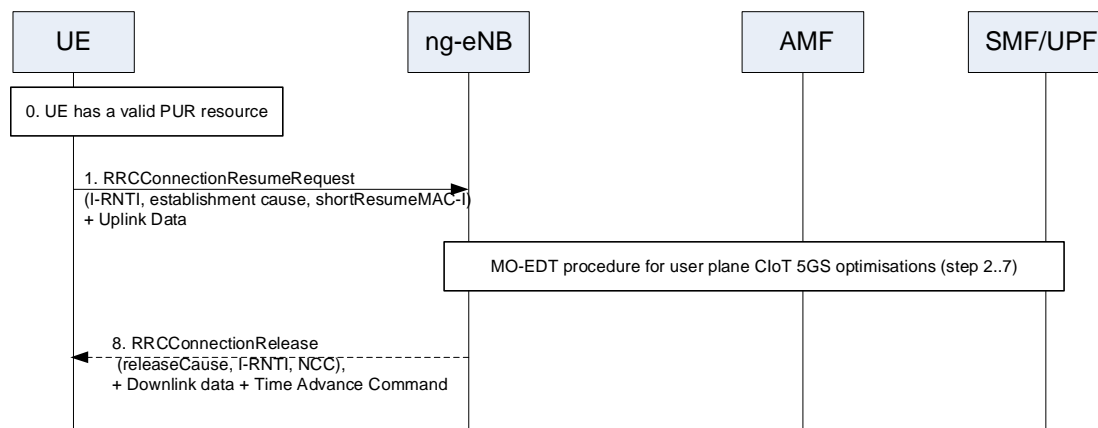 UE
ng-eNB
AMF
SMF/UPF
0. UE has a valid PUR resource
1. RRCConnectionResumeRequest
(I-RNTI, establishment cause, shortResumeMAC-I)
+ Uplink Data
MO-EDT procedure for user plane CIoT 5GS optimisations (step 2..7)
8. RRCConnectionRelease
(releaseCause, I-RNTI, NCC),
+ Downlink data + Time Advance Command